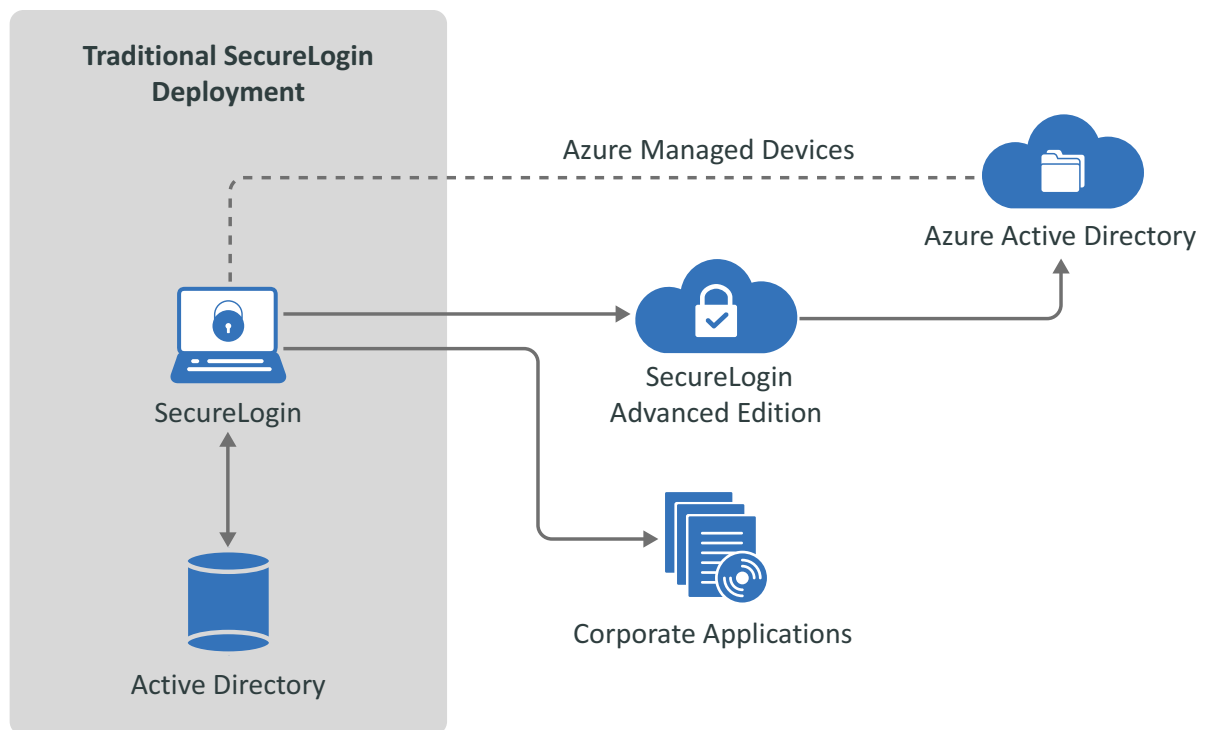 Traditional SecureLogin
Deployment
Azure Managed Devices
Azure Active Directory
SecureLogin
Advanced Edition
SecureLogin
Corporate Applications
Active Directory